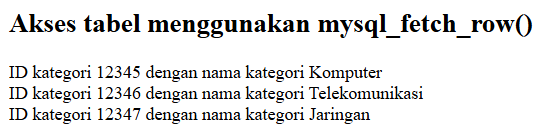 Akses tabel menggunakan mysql_fetch_row()
ID kategori 12345 dengan nama kategori Komputer
ID kategori 12346 dengan nama kategori Telekomunikasi
ID kategori 12347 dengan nama kategori Jaringan